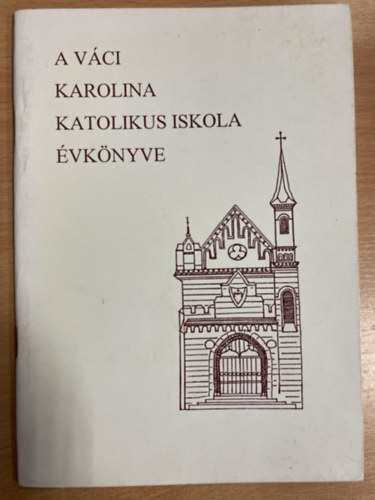 A VÁCI
KAROLINA
KATOLIKUS ISKOLA
ÉVKÖNYVE